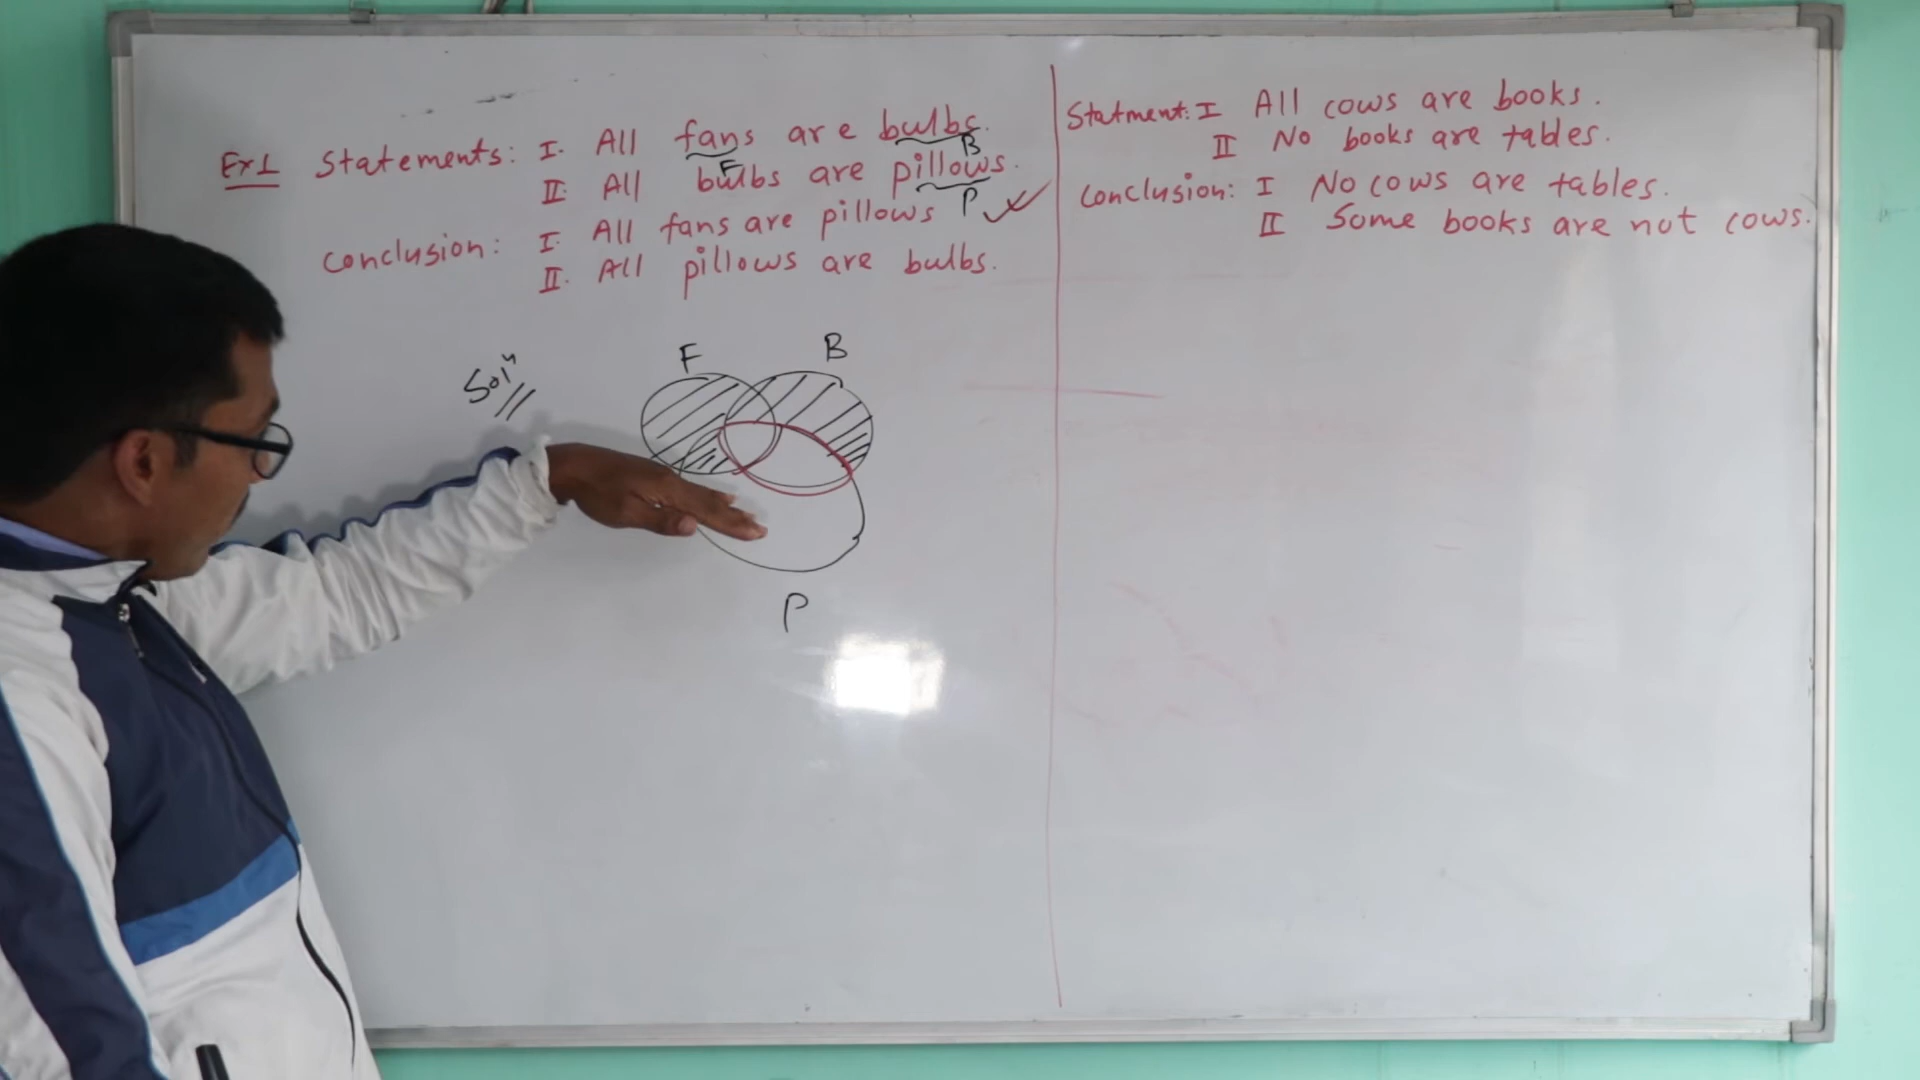 Ex1 Statements: I. All fans are bulbs.
F B
II. All bulbs are pillows.
P
Conclusion: I. All fans are pillows
II. All pillows are bulbs.
Solⁿ
F B
P
Statment: I All cows are books.
II No books are tables.
Conclusion: I No cows are tables.
II Some books are not cows.